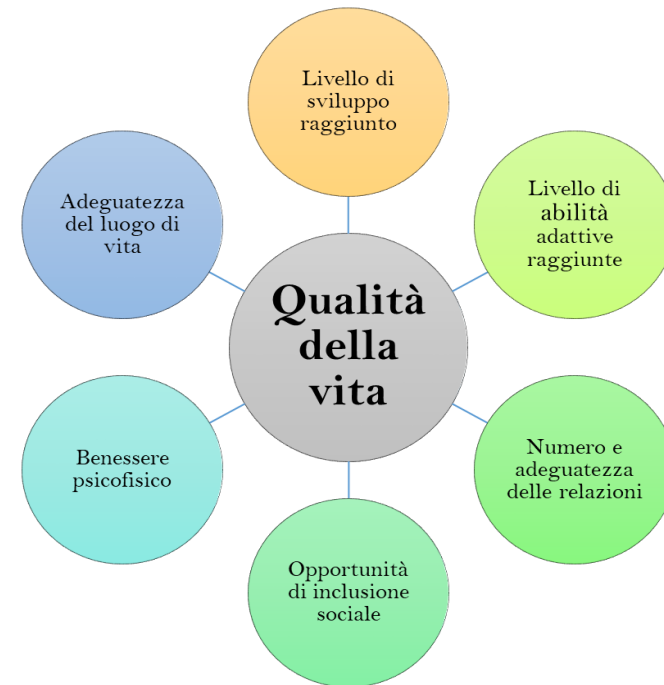 Livello di
sviluppo
raggiunto
Livello di
abilità
adattive
raggiunte
Numero e
adeguatezza
delle relazioni
Opportunità
di inclusione
sociale
Benessere
psicofisico
Adeguatezza
del luogo di
vita
Qualità
della
vita